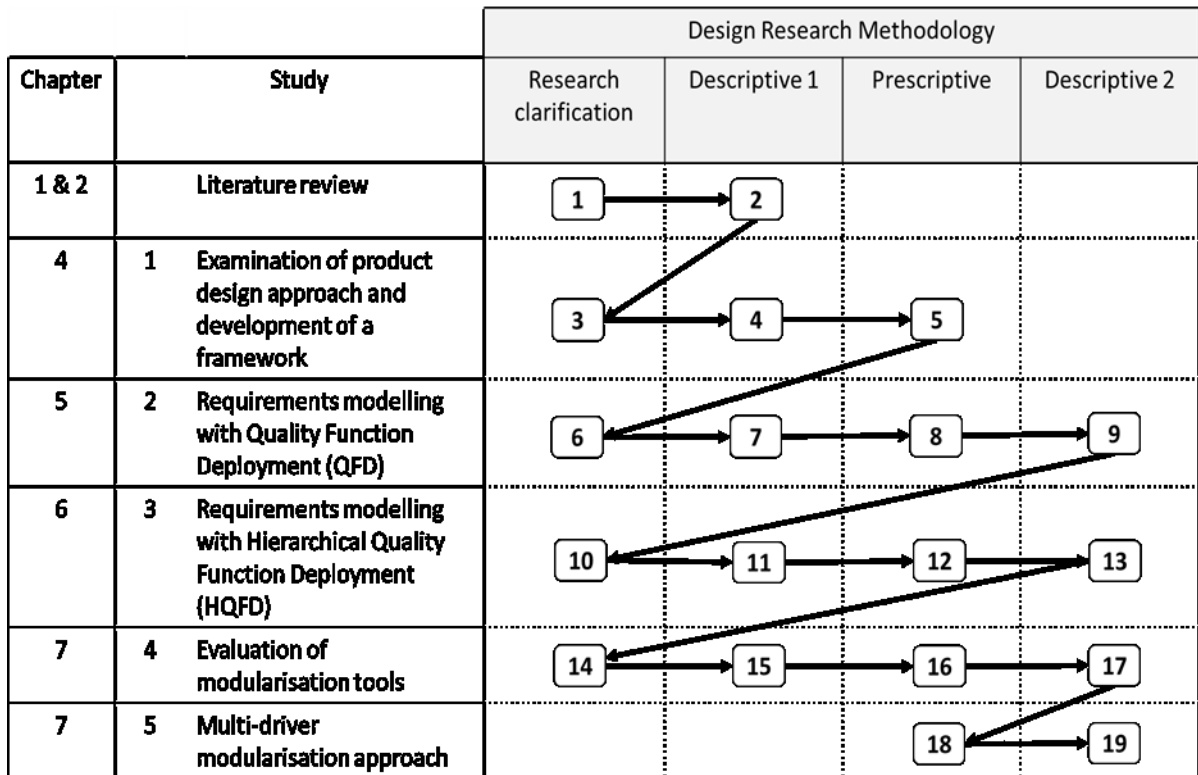 Design Research Methodology
Chapter Study Research Descriptive 1 Prescriptive Descriptive 2
clarification
1 & 2 Literature review 1 2
4 1 Examination of product
design approach and
development of a
framework
3 4 5
5 2 Requirements modelling
with Quality Function
Deployment (QFD)
6 7 8 9
6 3 Requirements modelling
with Hierarchical Quality
Function Deployment
(HQFD)
10 11 12 13
7 4 Evaluation of
modularisation tools
14 15 16 17
7 5 Multi-driver
modularisation approach
18 19